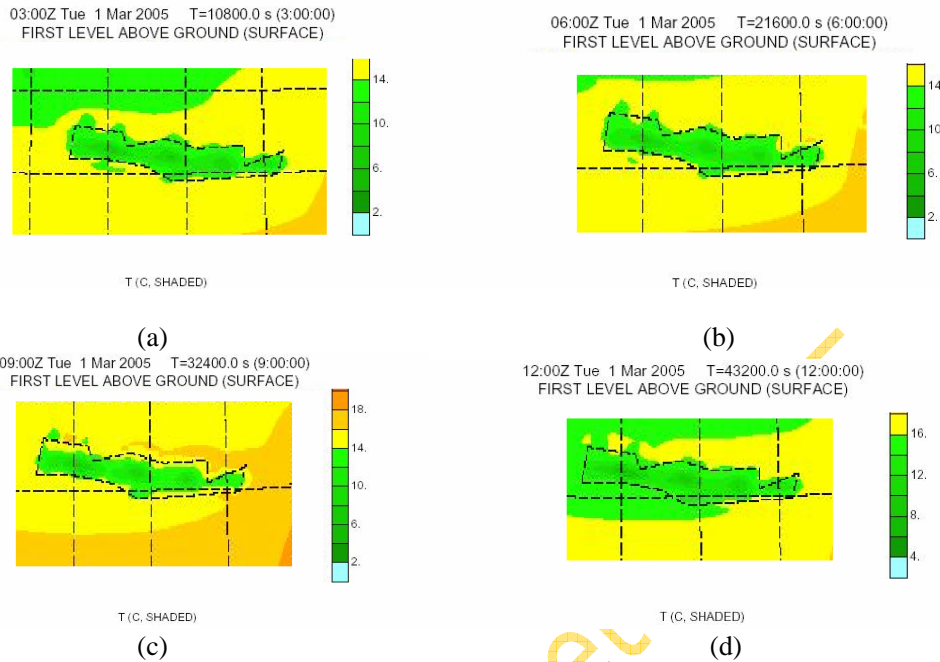 03:00Z Tue 1 Mar 2005 T=10800.0 s (3:00:00)
FIRST LEVEL ABOVE GROUND (SURFACE)
14.
10.
6.
2.
T (C, SHADED)
(a)
06:00Z Tue 1 Mar 2005 T=21600.0 s (6:00:00)
FIRST LEVEL ABOVE GROUND (SURFACE)
14
10
6.
2.
T (C, SHADED)
(b)
09:00Z Tue 1 Mar 2005 T=32400.0 s (9:00:00)
FIRST LEVEL ABOVE GROUND (SURFACE)
18.
14.
10.
6.
2.
T (C, SHADED)
(c)
12:00Z Tue 1 Mar 2005 T=43200.0 s (12:00:00)
FIRST LEVEL ABOVE GROUND (SURFACE)
16.
12.
8.
4.
T (C, SHADED)
(d)